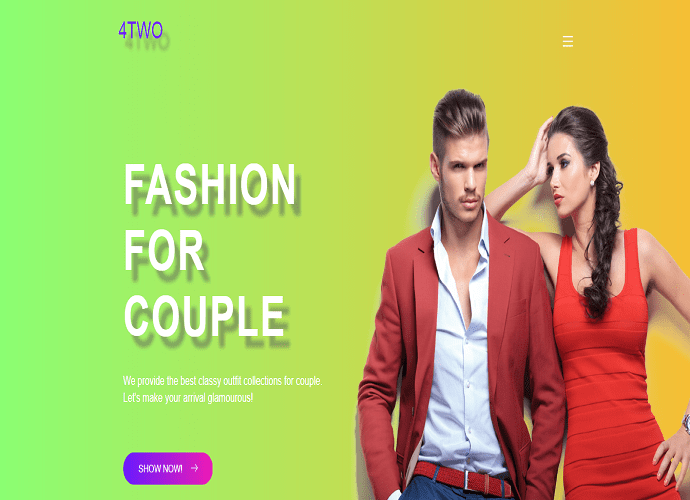 4TWO
FASHION
FOR
COUPLE
We provide the best classy outfit collections for couple.
Let's make your arrival glamourous!
SHOW NOW! →